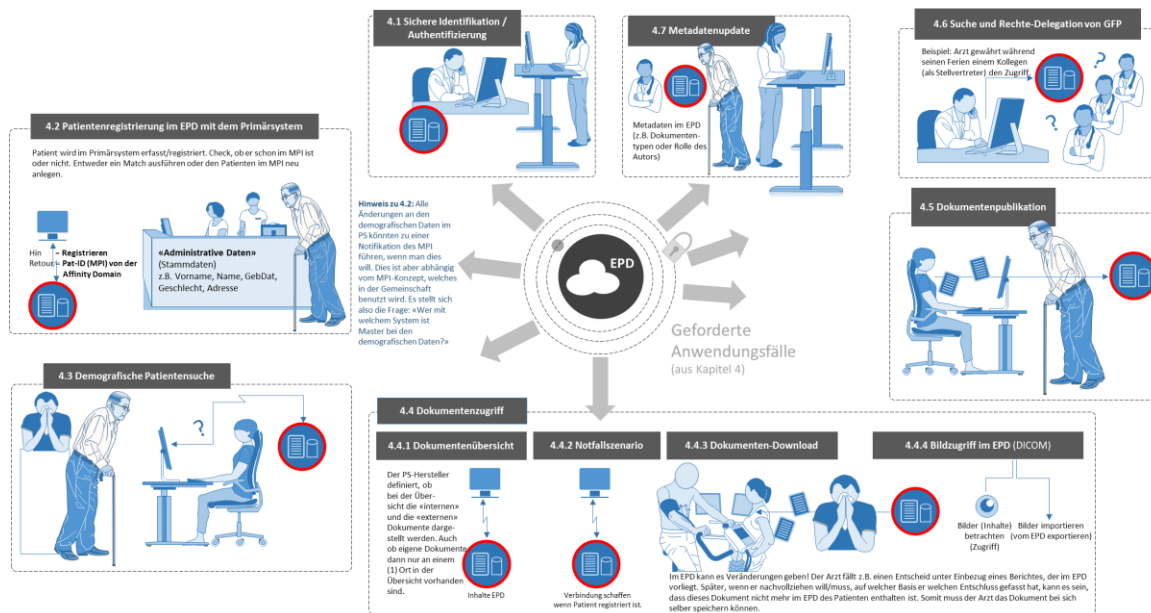 4.1 Sichere Identifikation /
Authentifizierung
4.7 Metadatenupdate
Metadaten im EPD
(z.B. Dokumenten-
typen oder Rolle des
Autors)
4.6 Suche und Rechte-Delegation von GFP
Beispiel: Arzt gewährt während
seinen Ferien einem Kollegen
(als Stellvertreter) den Zugriff.
?
?
?
4.2 Patientenregistrierung im EPD mit dem Primärsystem
Patient wird im Primärsystem erfasst/registriert. Check, ob er schon im MPI ist
oder nicht. Entweder ein Match ausführen oder den Patienten im MPI neu
anlegen.
Hin – Registrieren
Retour – Pat-ID (MPI) von der
Affinity Domain
«Administrative Daten»
(Stammdaten)
z.B. Vorname, Name, GebDat,
Geschlecht, Adresse
Hinweis zu 4.2: Alle
Änderungen an den
demografischen Daten im
PS könnten zu einer
Notifikation des MPI
führen, wenn man dies
will. Dies ist aber abhängig
vom MPI-Konzept, welches
in der Gemeinschaft
benutzt wird. Es stellt sich
also die Frage: «Wer mit
welchem System ist
Master bei den
demografischen Daten?»
EPD
Geforderte
Anwendungsfälle
(aus Kapitel 4)
4.5 Dokumentenpublikation
4.3 Demografische Patientensuche
?
4.4 Dokumentenzugriff
4.4.1 Dokumentenübersicht
Der PS-Hersteller
definiert, ob
bei der Über-
sicht die «internen»
und die «externen»
Dokumente darge-
stellt werden. Auch
ob eigene Dokumente
dann nur an einem
(1) Ort in der
Übersicht vorhanden
sind.
Inhalte EPD
4.4.2 Notfallszenario
Verbindung schaffen
wenn Patient registriert ist.
4.4.3 Dokumenten-Download
4.4.4 Bildzugriff im EPD (DICOM)
Bilder (Inhalte)
betrachten
(Zugriff)
Bilder importieren
(vom EPD exportieren)
Im EPD kann es Veränderungen geben! Der Arzt fällt z.B. einen Entscheid unter Einbezug eines Berichtes, der im EPD
vorliegt. Später, wenn er nachvollziehen will/muss, auf welcher Basis er welchen Entschluss gefasst hat, kann es sein,
dass dieses Dokument nicht mehr im EPD des Patienten enthalten ist. Somit muss der Arzt das Dokument bei sich
selber speichern können.